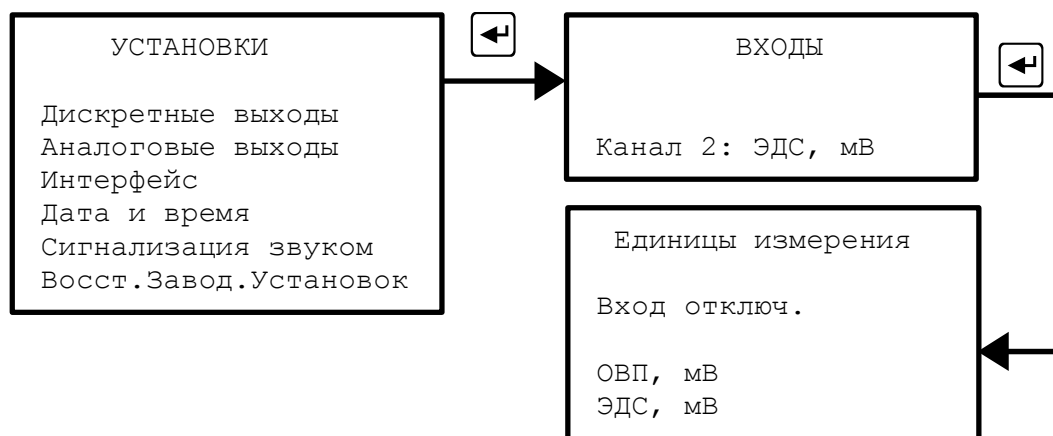 УСТАНОВКИ
Дискретные выходы
Аналоговые выходы
Интерфейс
Дата и время
Сигнализация звуком
Восст.Завод.Установок
ВХОДЫ
Канал 2: ЭДС, мВ
Единицы измерения
Вход отключ.
ОВП, мВ
ЭДС, мВ